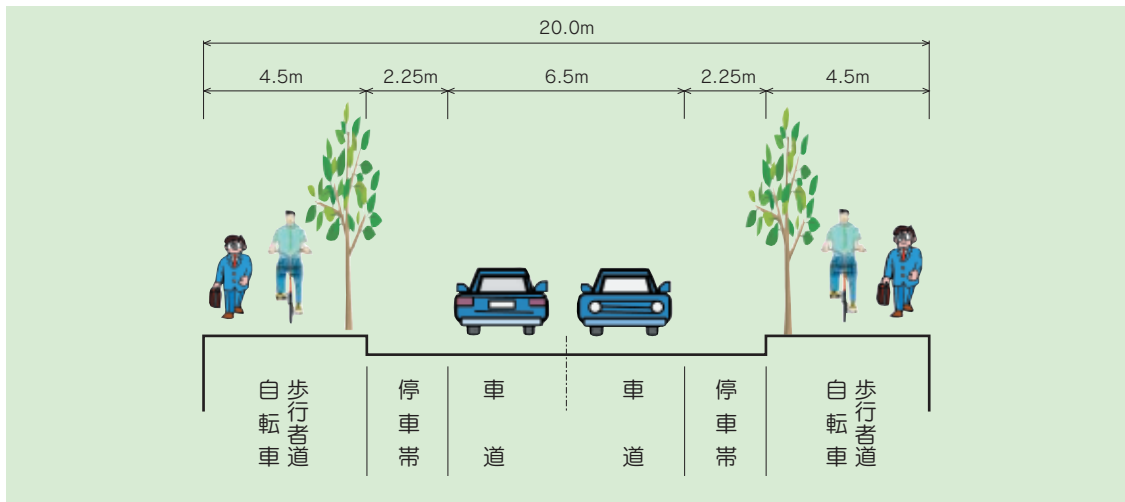 20.0m
4.5m
2.25m
6.5m
2.25m
4.5m
自転車
歩行者道
停車帯
車道
車道
停車帯
自転車
歩行者道